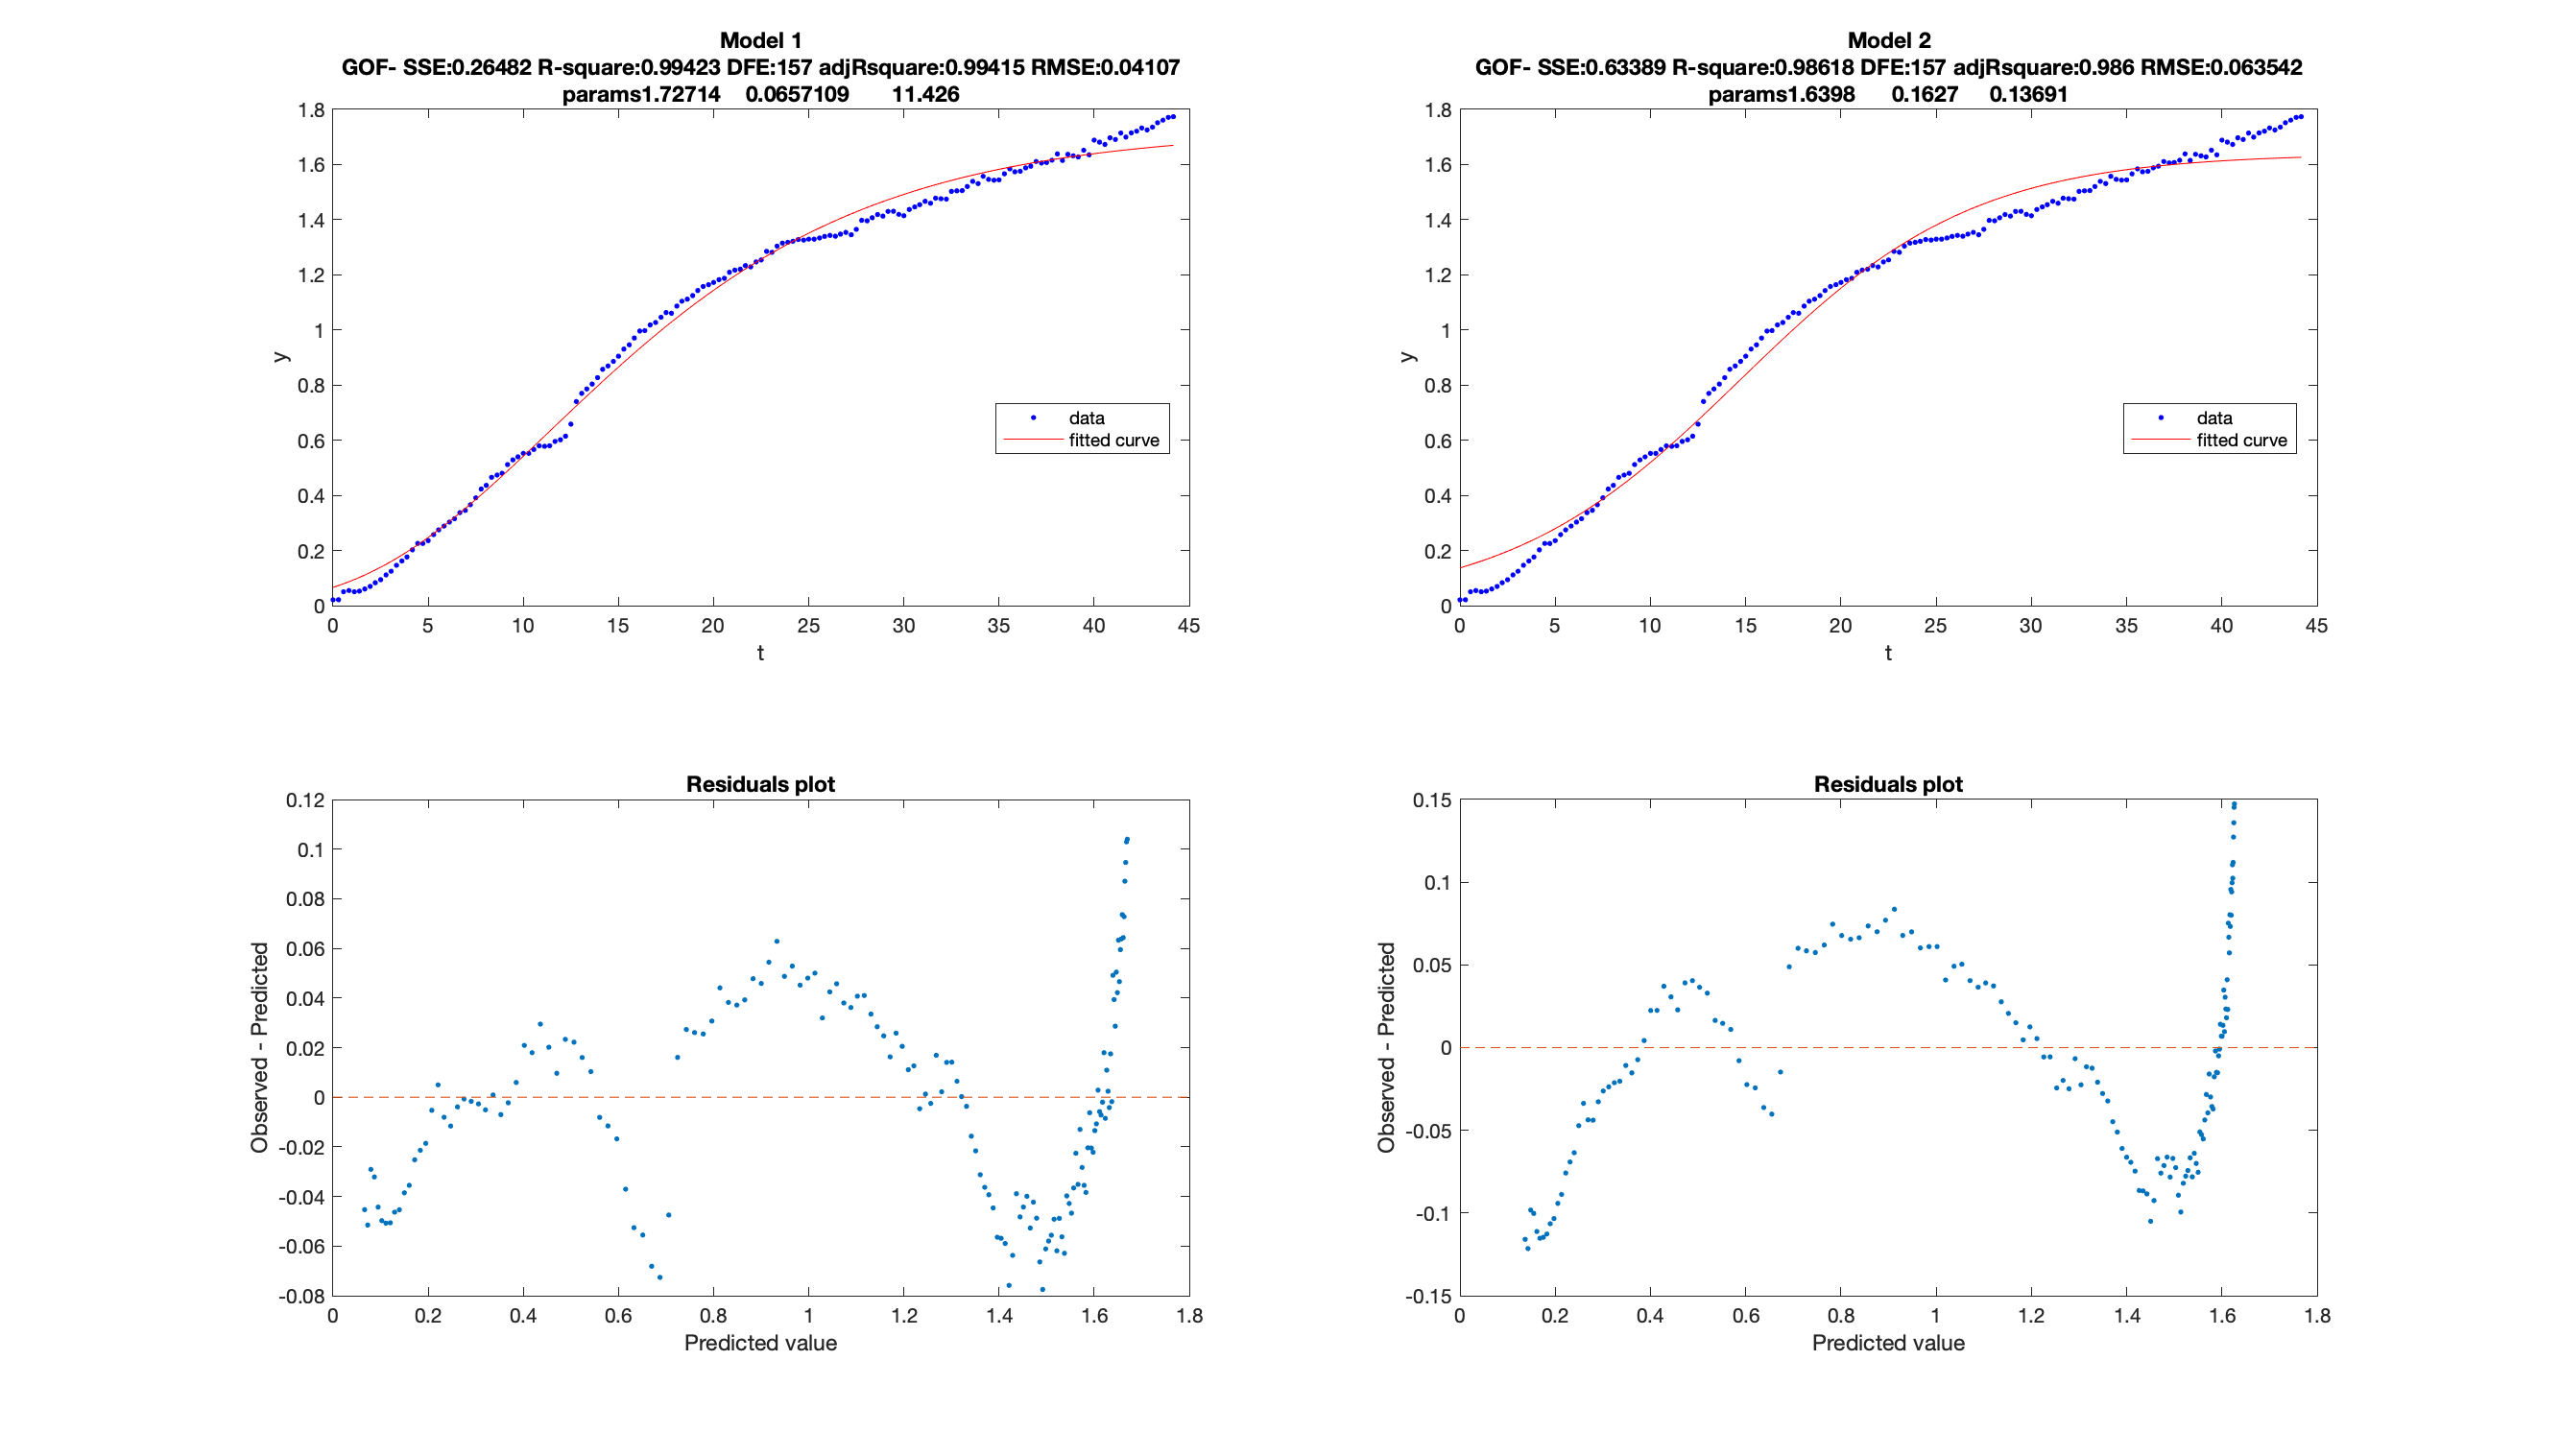 Model 1
GOF- SSE:0.26482 R-square:0.99423 DFE:157 adjRsquare:0.99415 RMSE:0.04107
params1.72714 0.0657109 11.426
1.8
1.6
1.4
1.2
1
0.8
0.6
0.4
0.2
0
y
data
fitted curve
0 5 10 15 20 25 30 35 40 45
t
Model 2
GOF- SSE:0.63389 R-square:0.98618 DFE:157 adjRsquare:0.986 RMSE:0.063542
params1.6398 0.1627 0.13691
1.8
1.6
1.4
1.2
1
0.8
0.6
0.4
0.2
0
y
data
fitted curve
0 5 10 15 20 25 30 35 40 45
t
Residuals plot
0.12
0.1
0.08
0.06
0.04
0.02
0
-0.02
-0.04
-0.06
-0.08
Observed - Predicted
0 0.2 0.4 0.6 0.8 1 1.2 1.4 1.6 1.8
Predicted value
Residuals plot
0.15
0.1
0.05
0
-0.05
-0.1
-0.15
Observed - Predicted
0 0.2 0.4 0.6 0.8 1 1.2 1.4 1.6 1.8
Predicted value